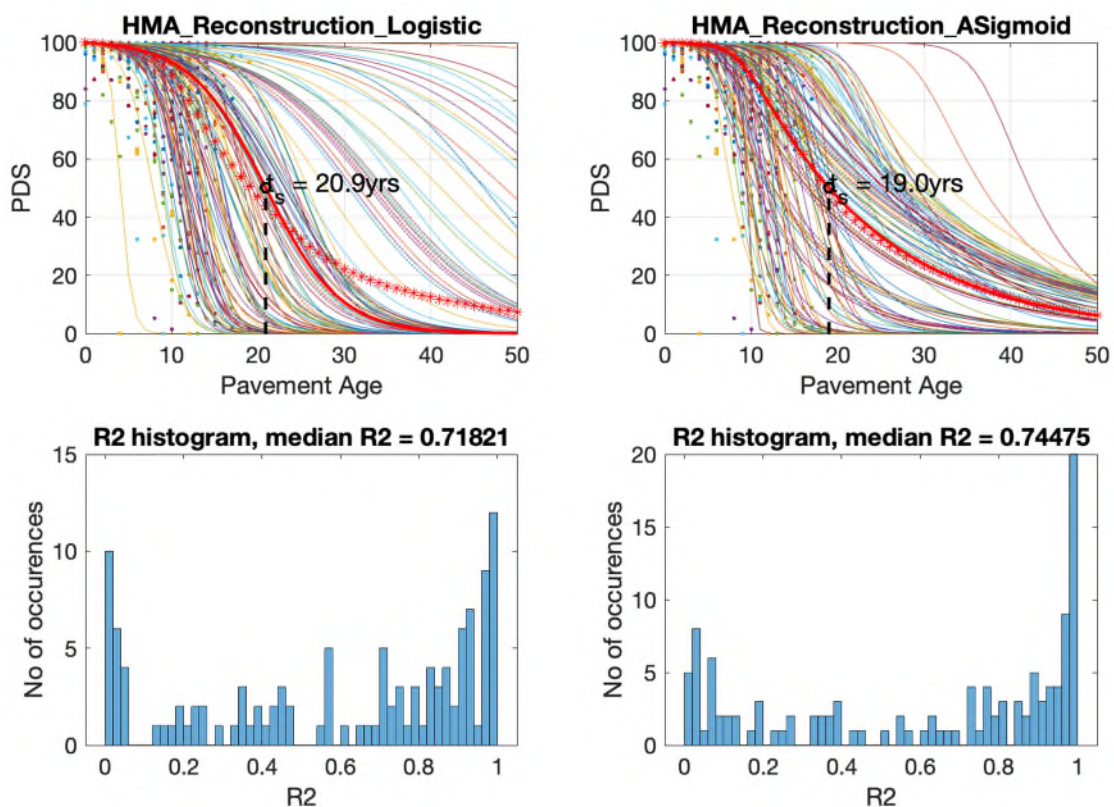 HMA_Reconstruction_Logistic
100
80
60
40
20
0
PDS
t_s = 20.9yrs
0 10 20 30 40 50
Pavement Age
HMA_Reconstruction_ASigmoid
100
80
60
40
20
0
PDS
t_s = 19.0yrs
0 10 20 30 40 50
Pavement Age
R2 histogram, median R2 = 0.71821
15
10
5
0
No of occurences
0 0.2 0.4 0.6 0.8 1
R2
R2 histogram, median R2 = 0.74475
20
15
10
5
0
No of occurences
0 0.2 0.4 0.6 0.8 1
R2